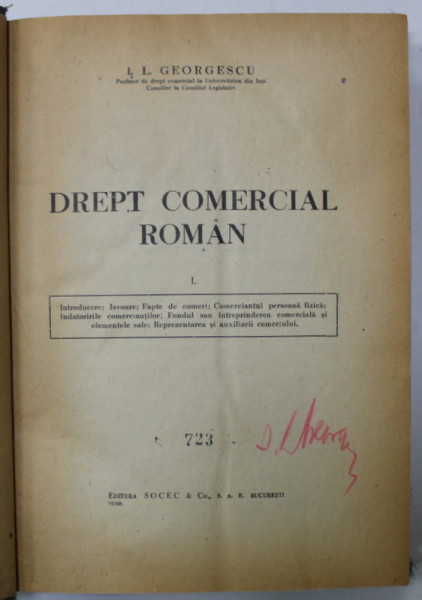 I. L. GEORGESCU
Profesor de drept comercial la Universitatea din Iași
Consilier la Consiliul Legislativ
DREPT COMERCIAL
ROMÂN
I.
Introducere; Isvoare; Fapte de comerț; Comerciantul persoană fizică;
Indatoririle comercianților; Fondul sau întreprinderea comercială și
elementele sale; Reprezentarea și auxiliarii comerțului.
723
EDITURA SOCEC & Co., S. A. R. BUCUREȘTI